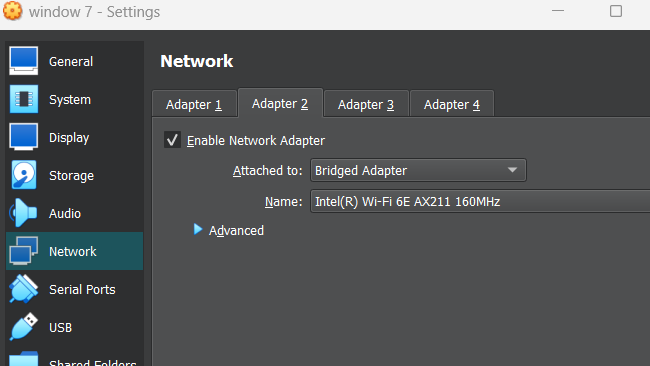 window 7 - Settings
General
System
Display
Storage
Audio
Network
Serial Ports
USB
Shared Folders
Network
Adapter 1 Adapter 2 Adapter 3 Adapter 4
Enable Network Adapter
Attached to: Bridged Adapter
Name: Intel(R) Wi-Fi 6E AX211 160MHz
Advanced